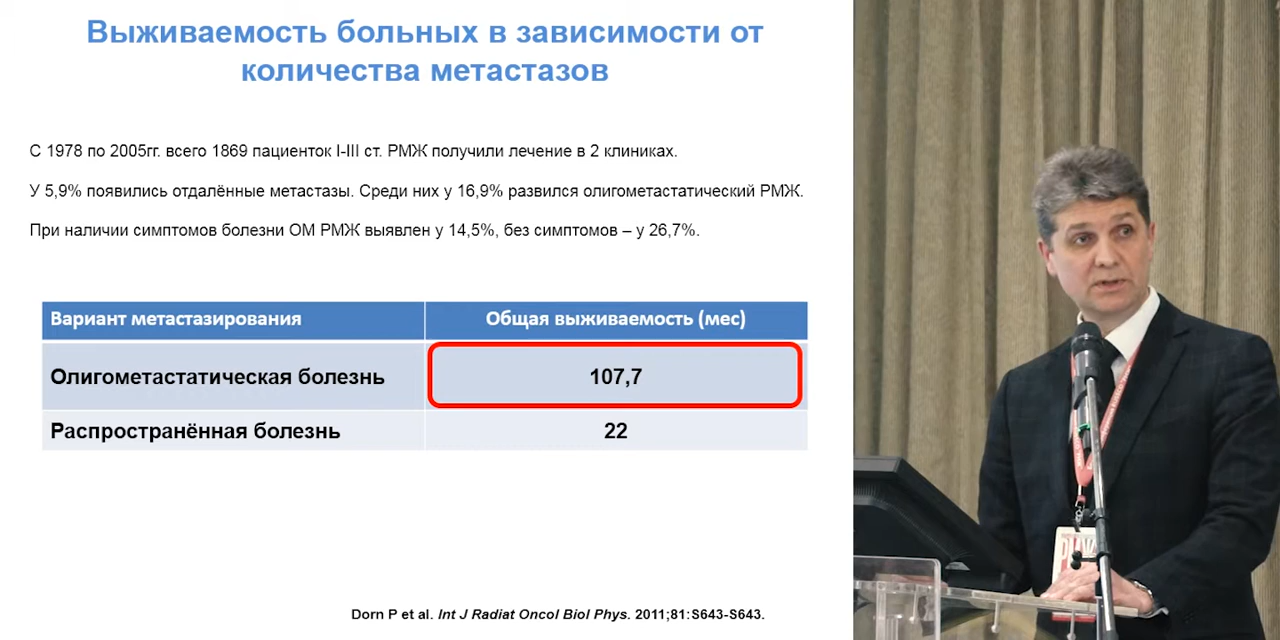 Выживаемость больных в зависимости от
количества метастазов
С 1978 по 2005гг. всего 1869 пациенток I-III ст. РМЖ получили лечение в 2 клиниках.
У 5,9% появились отдалённые метастазы. Среди них у 16,9% развился олигометастатический РМЖ.
При наличии симптомов болезни ОМ РМЖ выявлен у 14,5%, без симптомов – у 26,7%.
Вариант метастазирования Общая выживаемость (мес)
Олигометастатическая болезнь 107,7
Распространённая болезнь 22
Dorn P et al. Int J Radiat Oncol Biol Phys. 2011;81:S643-S643.